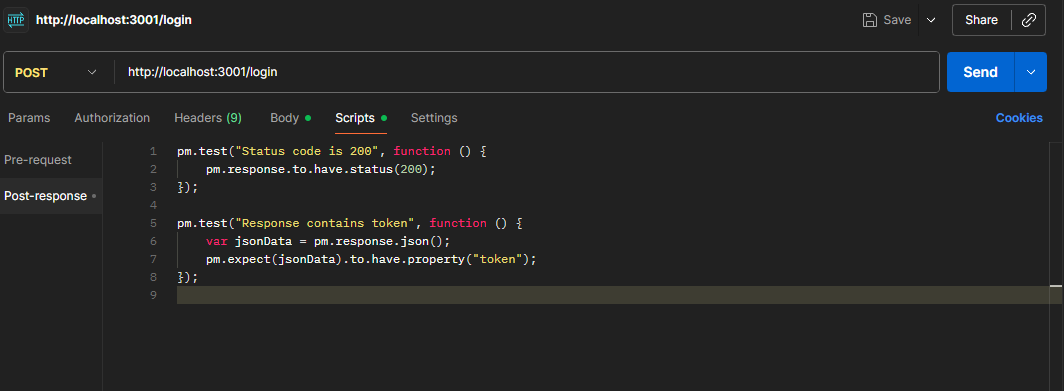 HTTP http://localhost:3001/login Save Share
POST http://localhost:3001/login Send
Params Authorization Headers (9) Body Scripts Settings Cookies
Pre-request
Post-response
1 pm.test("Status code is 200", function () {
2 pm.response.to.have.status(200);
3 });
4
5 pm.test("Response contains token", function () {
6 var jsonData = pm.response.json();
7 pm.expect(jsonData).to.have.property("token");
8 });
9